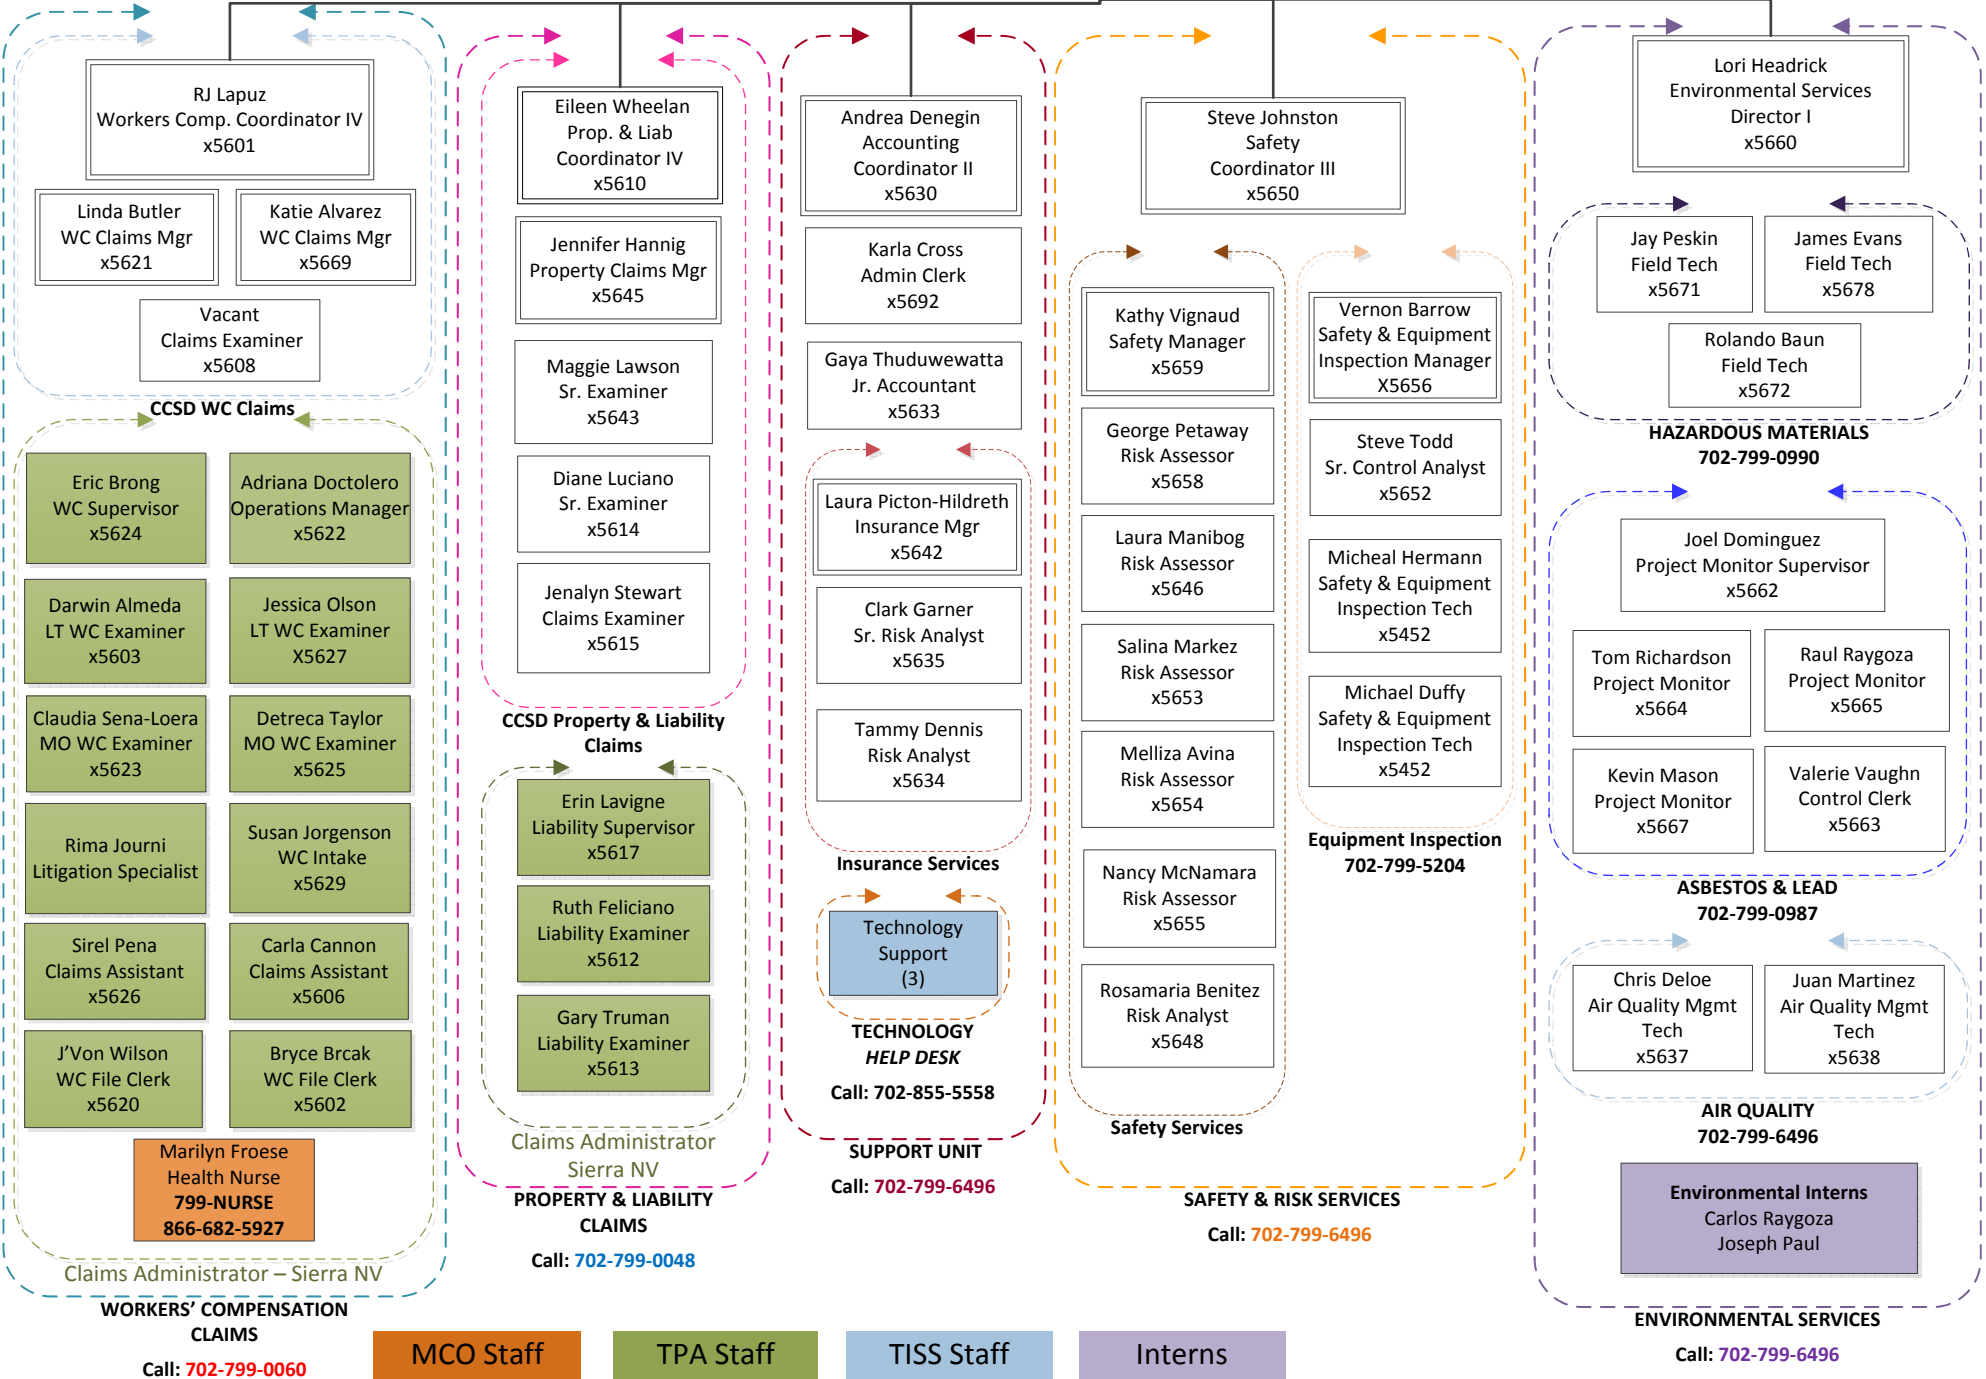 RJ Lapuz
Workers Comp. Coordinator IV
x5601
Linda Butler
WC Claims Mgr
x5621
Katie Alvarez
WC Claims Mgr
x5669
Vacant
Claims Examiner
x5608
CCSD WC Claims
Eric Brong
WC Supervisor
x5624
Adriana Doctolero
Operations Manager
x5622
Darwin Almeda
LT WC Examiner
x5603
Jessica Olson
LT WC Examiner
X5627
Claudia Sena-Loera
MO WC Examiner
x5623
Detreca Taylor
MO WC Examiner
x5625
Rima Journi
Litigation Specialist
Susan Jorgenson
WC Intake
x5629
Sirel Pena
Claims Assistant
x5626
Carla Cannon
Claims Assistant
x5606
J’Von Wilson
WC File Clerk
x5620
Bryce Brcak
WC File Clerk
x5602
Marilyn Froese
Health Nurse
799-NURSE
866-682-5927
Claims Administrator – Sierra NV
WORKERS’ COMPENSATION
CLAIMS
Call: 702-799-0060
Eileen Wheelan
Prop. & Liab
Coordinator IV
x5610
Jennifer Hannig
Property Claims Mgr
x5645
Maggie Lawson
Sr. Examiner
x5643
Diane Luciano
Sr. Examiner
x5614
Jenalyn Stewart
Claims Examiner
x5615
CCSD Property & Liability
Claims
Erin Lavigne
Liability Supervisor
x5617
Ruth Feliciano
Liability Examiner
x5612
Gary Truman
Liability Examiner
x5613
Claims Administrator
Sierra NV
PROPERTY & LIABILITY
CLAIMS
Call: 702-799-0048
Andrea Denegin
Accounting
Coordinator II
x5630
Karla Cross
Admin Clerk
x5692
Gaya Thuduwewatta
Jr. Accountant
x5633
Laura Picton-Hildreth
Insurance Mgr
x5642
Clark Garner
Sr. Risk Analyst
x5635
Tammy Dennis
Risk Analyst
x5634
Insurance Services
Technology
Support
(3)
TECHNOLOGY
HELP DESK
Call: 702-855-5558
SUPPORT UNIT
Call: 702-799-6496
Steve Johnston
Safety
Coordinator III
x5650
Kathy Vignaud
Safety Manager
x5659
George Petaway
Risk Assessor
x5658
Laura Manibog
Risk Assessor
x5646
Salina Markez
Risk Assessor
x5653
Melliza Avina
Risk Assessor
x5654
Nancy McNamara
Risk Assessor
x5655
Rosamaria Benitez
Risk Analyst
x5648
Safety Services
Vernon Barrow
Safety & Equipment
Inspection Manager
X5656
Steve Todd
Sr. Control Analyst
x5652
Micheal Hermann
Safety & Equipment
Inspection Tech
x5452
Michael Duffy
Safety & Equipment
Inspection Tech
x5452
Equipment Inspection
702-799-5204
SAFETY & RISK SERVICES
Call: 702-799-6496
Lori Headrick
Environmental Services
Director I
x5660
Jay Peskin
Field Tech
x5671
James Evans
Field Tech
x5678
Rolando Baun
Field Tech
x5672
HAZARDOUS MATERIALS
702-799-0990
Joel Dominguez
Project Monitor Supervisor
x5662
Tom Richardson
Project Monitor
x5664
Raul Raygoza
Project Monitor
x5665
Kevin Mason
Project Monitor
x5667
Valerie Vaughn
Control Clerk
x5663
ASBESTOS & LEAD
702-799-0987
Chris Deloe
Air Quality Mgmt
Tech
x5637
Juan Martinez
Air Quality Mgmt
Tech
x5638
AIR QUALITY
702-799-6496
Environmental Interns
Carlos Raygoza
Joseph Paul
ENVIRONMENTAL SERVICES
Call: 702-799-6496
MCO Staff
TPA Staff
TISS Staff
Interns